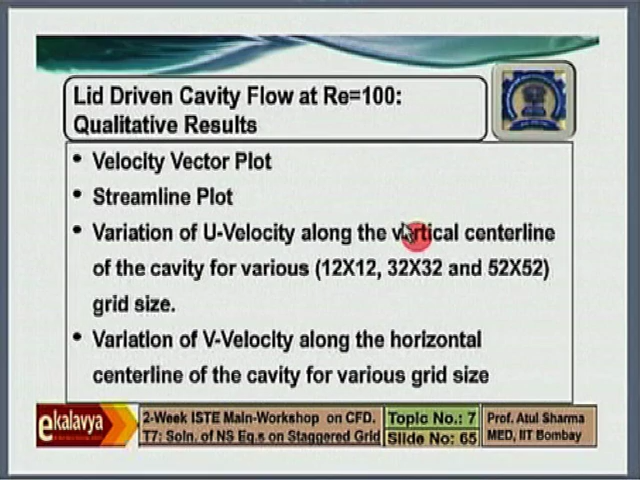 Lid Driven Cavity Flow at Re=100:
Qualitative Results
• Velocity Vector Plot
• Streamline Plot
• Variation of U-Velocity along the vertical centerline
of the cavity for various (12X12, 32X32 and 52X52)
grid size.
• Variation of V-Velocity along the horizontal
centerline of the cavity for various grid size
ekalavya
2-Week ISTE Main-Workshop on CFD.
T7: Soln. of NS Eq.s on Staggered Grid
Topic No.: 7
Slide No: 65
Prof. Atul Sharma
MED, IIT Bombay